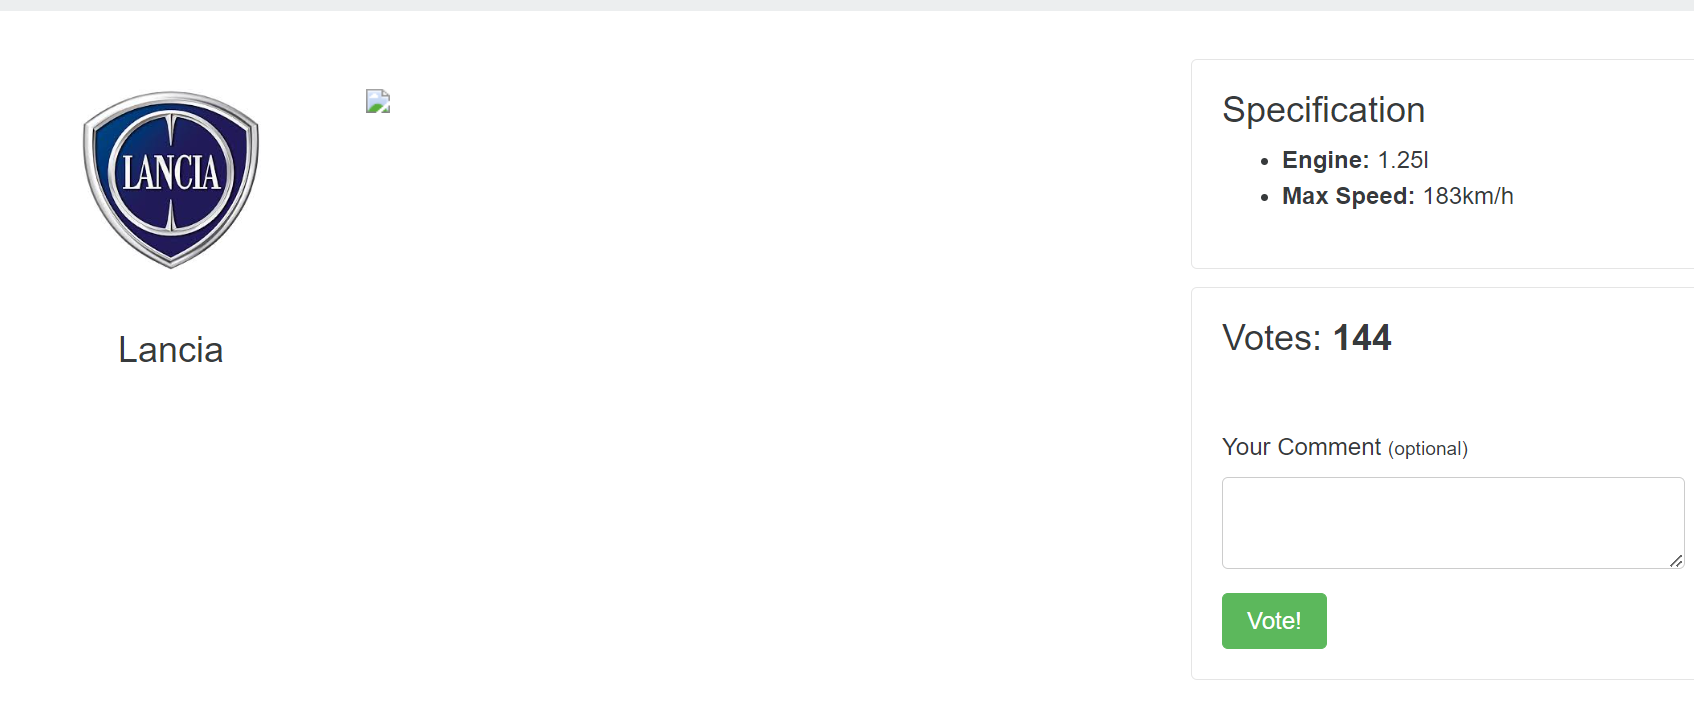 LANCIA
Lancia
Specification
Engine: 1.25l
Max Speed: 183km/h
Votes: 144
Your Comment (optional)
Vote!